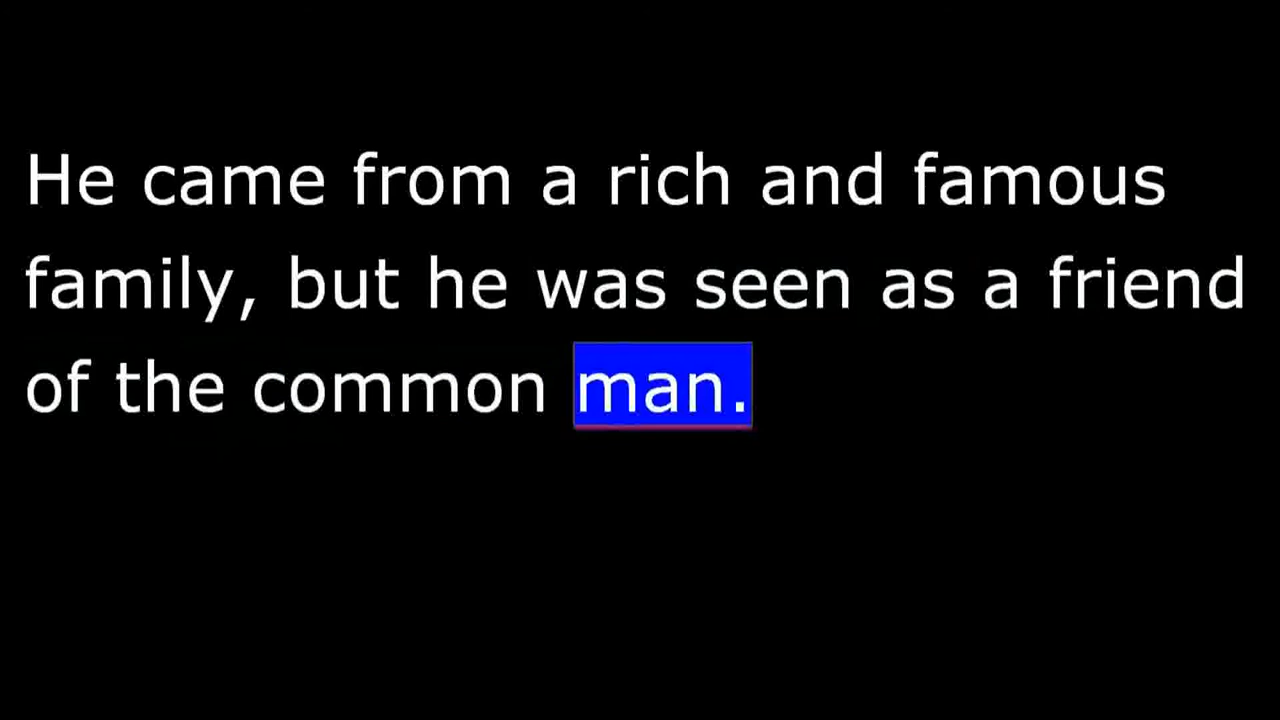 He came from a rich and famous
family, but he was seen as a friend
of the common man.